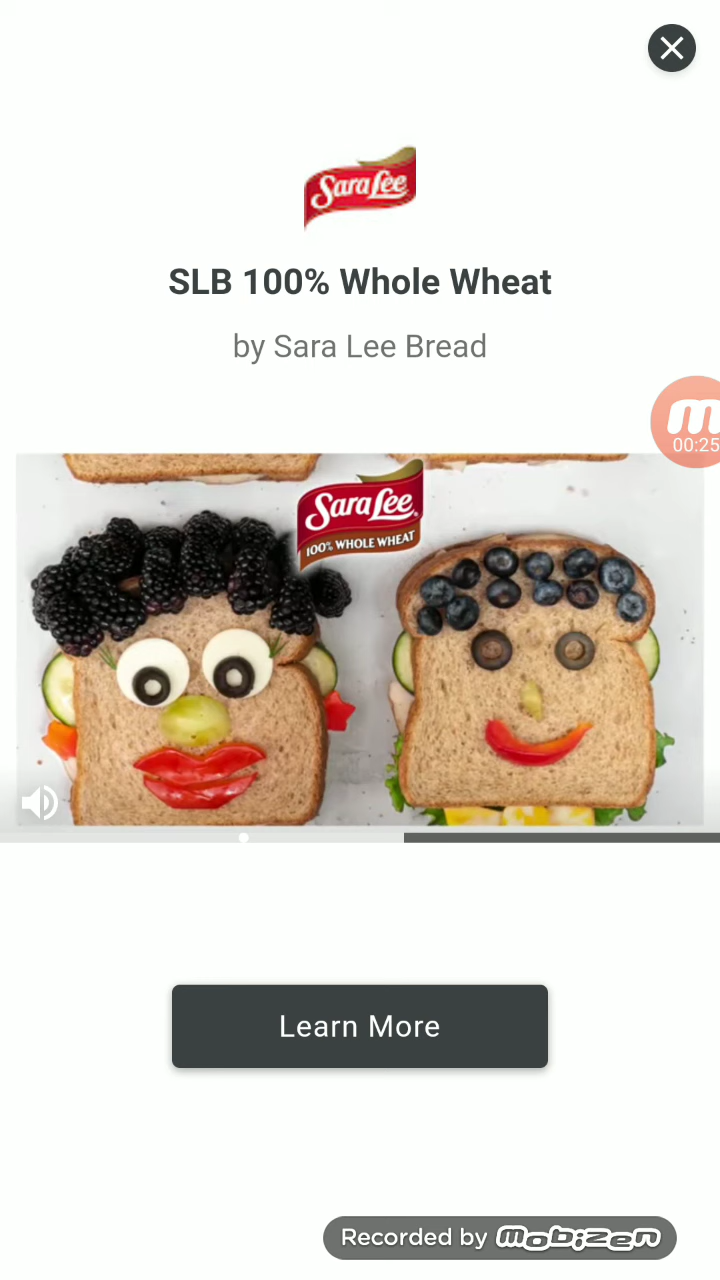 Sara Lee
SLB 100% Whole Wheat
by Sara Lee Bread
00:25
Sara Lee
100% WHOLE WHEAT
Learn More
Recorded by mobizen